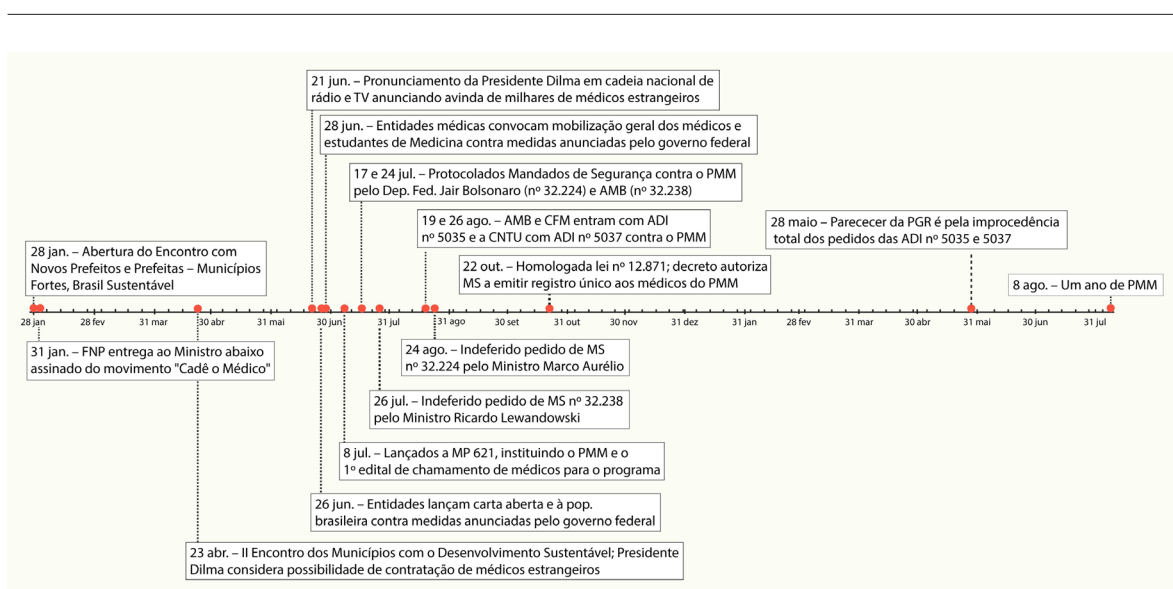 21 jun. – Pronunciamento da Presidente Dilma em cadeia nacional de
rádio e TV anunciando avinda de milhares de médicos estrangeiros
28 jun. – Entidades médicas convocam mobilização geral dos médicos e
estudantes de Medicina contra medidas anunciadas pelo governo federal
17 e 24 jul. – Protocolados Mandados de Segurança contra o PMM
pelo Dep. Fed. Jair Bolsonaro (nº 32.224) e AMB (nº 32.238)
19 e 26 ago. – AMB e CFM entram com ADI
nº 5035 e a CNTU com ADI nº 5037 contra o PMM
28 maio – Parececer da PGR é pela improcedência
total dos pedidos das ADI nº 5035 e 5037
28 jan. – Abertura do Encontro com
Novos Prefeitos e Prefeitas – Municípios
Fortes, Brasil Sustentável
22 out. – Homologada lei nº 12.871; decreto autoriza
MS a emitir registro único aos médicos do PMM
8 ago. – Um ano de PMM
28 jan 28 fev 31 mar 30 abr 31 mai 30 jun 31 jul 31 ago 30 set 31 out 30 nov 31 dez 31 jan 28 fev 31 mar 30 abr 31 mai 30 jun 31 jul
31 jan. – FNP entrega ao Ministro abaixo
assinado do movimento "Cadê o Médico"
24 ago. – Indeferido pedido de MS
nº 32.224 pelo Ministro Marco Aurélio
26 jul. – Indeferido pedido de MS nº 32.238
pelo Ministro Ricardo Lewandowski
8 jul. – Lançados a MP 621, instituindo o PMM e o
1º edital de chamamento de médicos para o programa
26 jun. – Entidades lançam carta aberta e à pop.
brasileira contra medidas anunciadas pelo governo federal
23 abr. – II Encontro dos Municípios com o Desenvolvimento Sustentável; Presidente
Dilma considera possibilidade de contratação de médicos estrangeiros